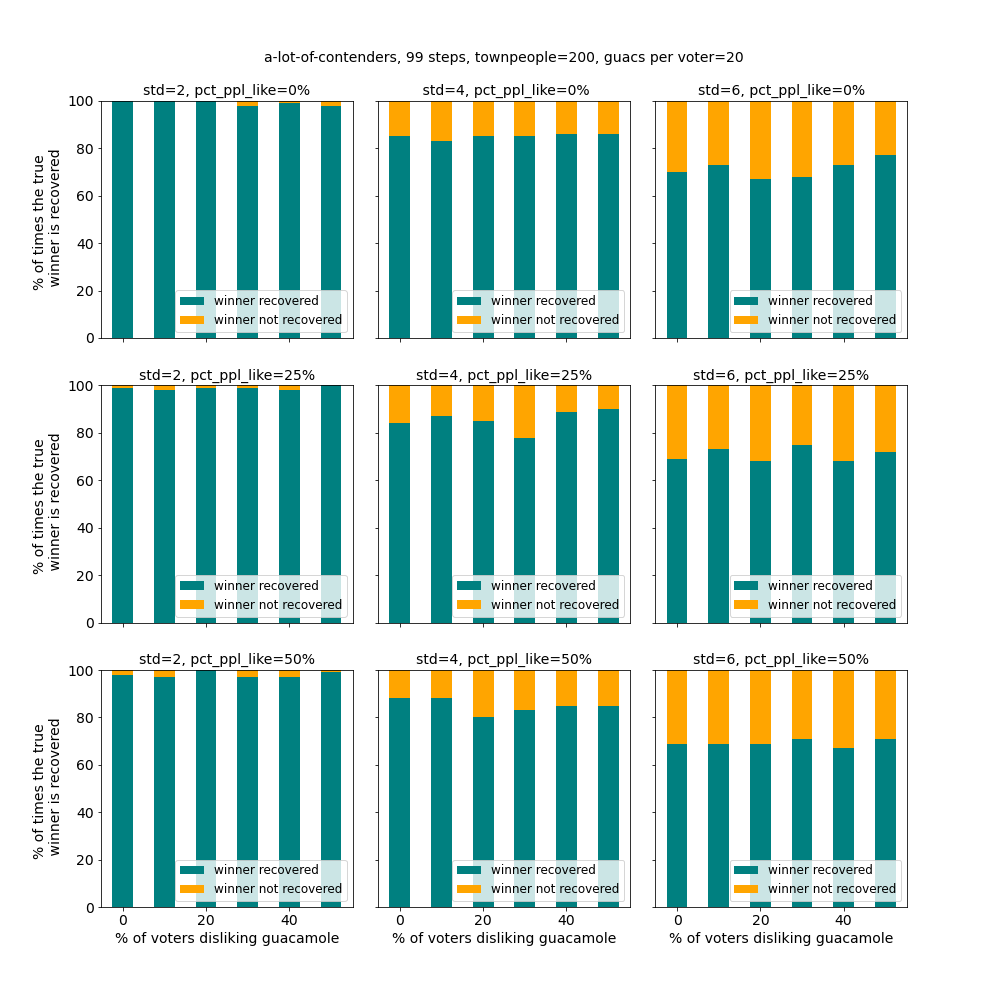 a-lot-of-contenders, 99 steps, townpeople=200, guacs per voter=20
std=2, pct_ppl_like=0%
std=4, pct_ppl_like=0%
std=6, pct_ppl_like=0%
% of times the true
winner is recovered
100
80
60
40
20
0
winner recovered
winner not recovered
winner recovered
winner not recovered
winner recovered
winner not recovered
std=2, pct_ppl_like=25%
std=4, pct_ppl_like=25%
std=6, pct_ppl_like=25%
% of times the true
winner is recovered
100
80
60
40
20
0
winner recovered
winner not recovered
winner recovered
winner not recovered
winner recovered
winner not recovered
std=2, pct_ppl_like=50%
std=4, pct_ppl_like=50%
std=6, pct_ppl_like=50%
% of times the true
winner is recovered
100
80
60
40
20
0
winner recovered
winner not recovered
winner recovered
winner not recovered
winner recovered
winner not recovered
0 20 40
0 20 40
0 20 40
% of voters disliking guacamole
% of voters disliking guacamole
% of voters disliking guacamole